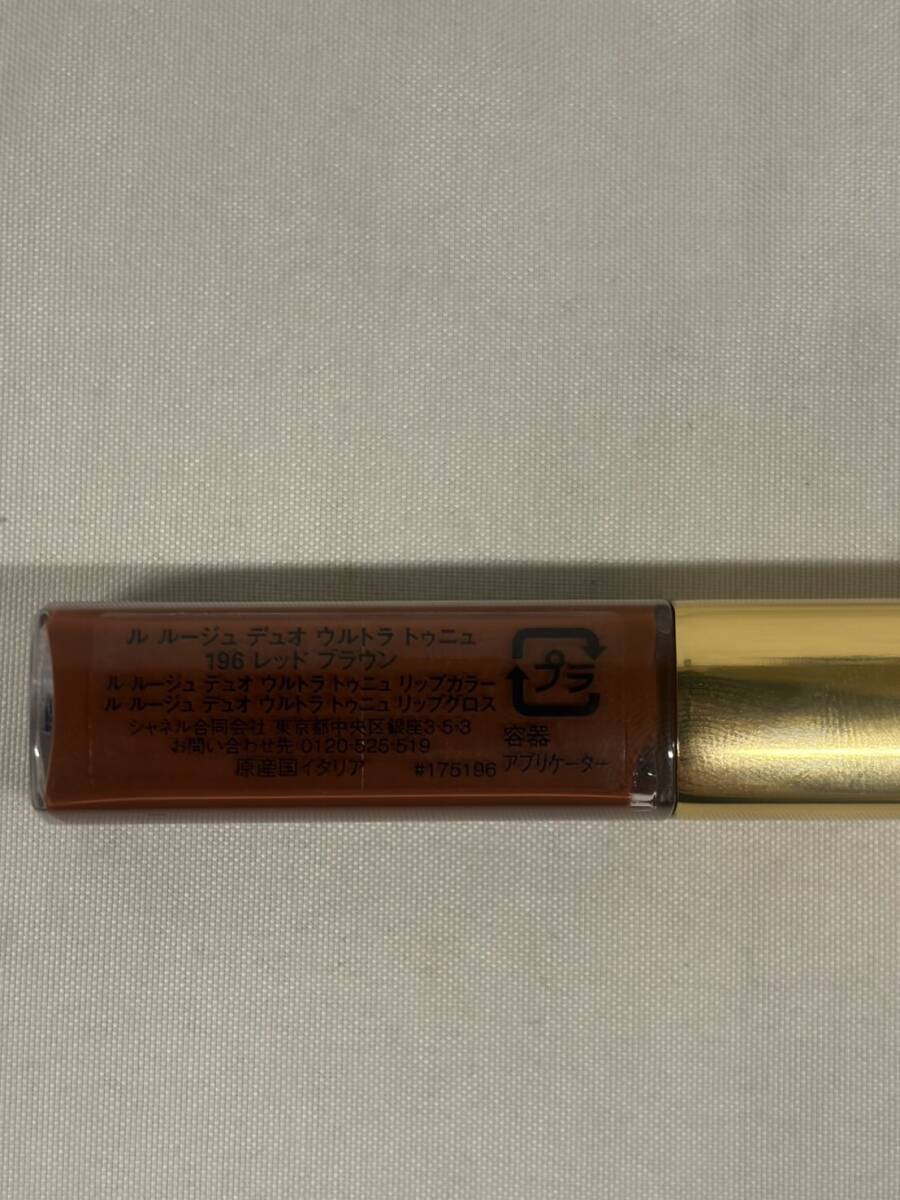 ル ルージュ デュオ ウルトラ トゥニュ
196 レッド ブラウン
ル ルージュ デュオ ウルトラ トゥニュ リップカラー
ル ルージュ デュオ ウルトラ トゥニュ リップグロス
シャネル合同会社 東京都中央区銀座3-5-3
お問い合わせ先 0120-525-519
原産国イタリア #175196
プラ
容器
アプリケーター